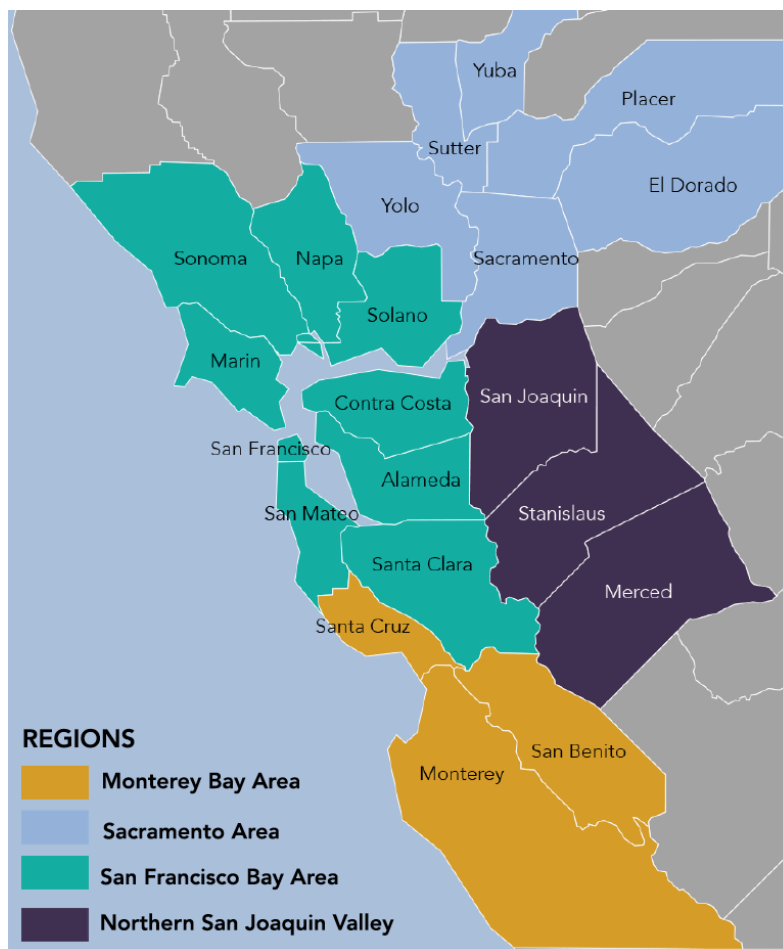 Yuba
Placer
Sutter
El Dorado
Yolo
Sonoma
Napa
Sacramento
Solano
Marin
Contra Costa
San Joaquin
San Francisco
Alameda
San Mateo
Stanislaus
Santa Clara
Merced
Santa Cruz
REGIONS
San Benito
Monterey
Monterey Bay Area
Sacramento Area
San Francisco Bay Area
Northern San Joaquin Valley